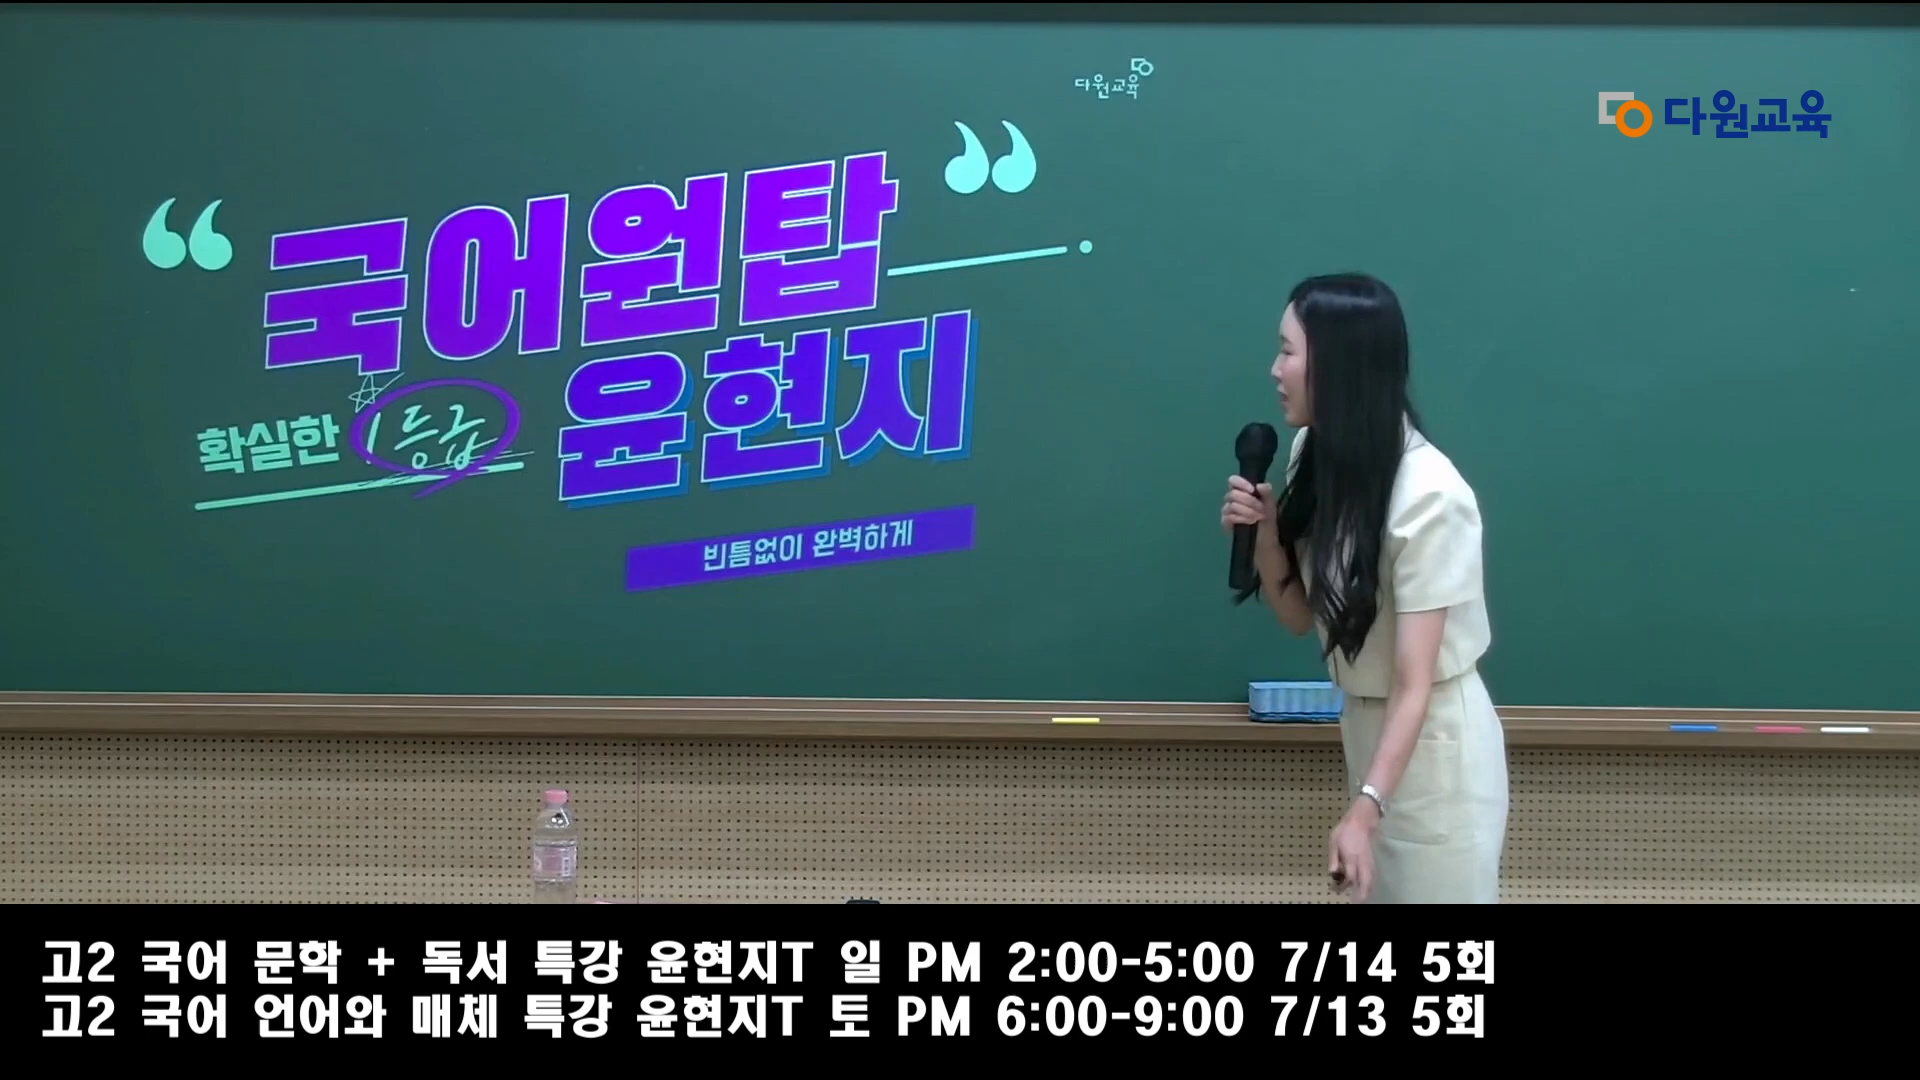 다원교육
다원교육
“국어원탑”
확실한 1등급 윤현지
빈틈없이 완벽하게
고2 국어 문학 + 독서 특강 윤현지T 일 PM 2:00-5:00 7/14 5회
고2 국어 언어와 매체 특강 윤현지T 토 PM 6:00-9:00 7/13 5회